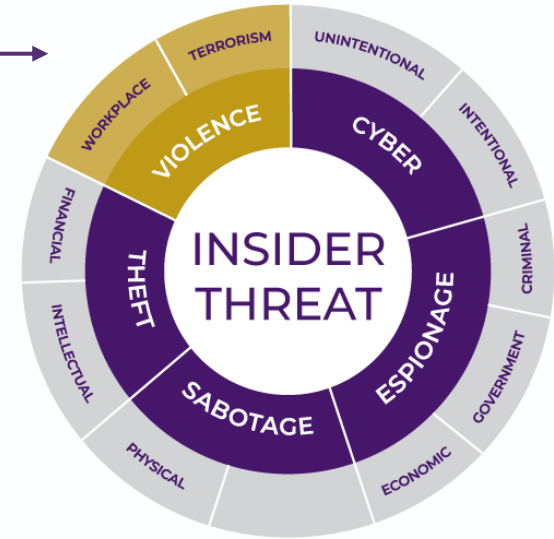 INSIDER
THREAT
VIOLENCE
WORKPLACE
TERRORISM
CYBER
UNINTENTIONAL
INTENTIONAL
ESPIONAGE
CRIMINAL
GOVERNMENT
ECONOMIC
SABOTAGE
PHYSICAL
THEFT
INTELLECTUAL
FINANCIAL